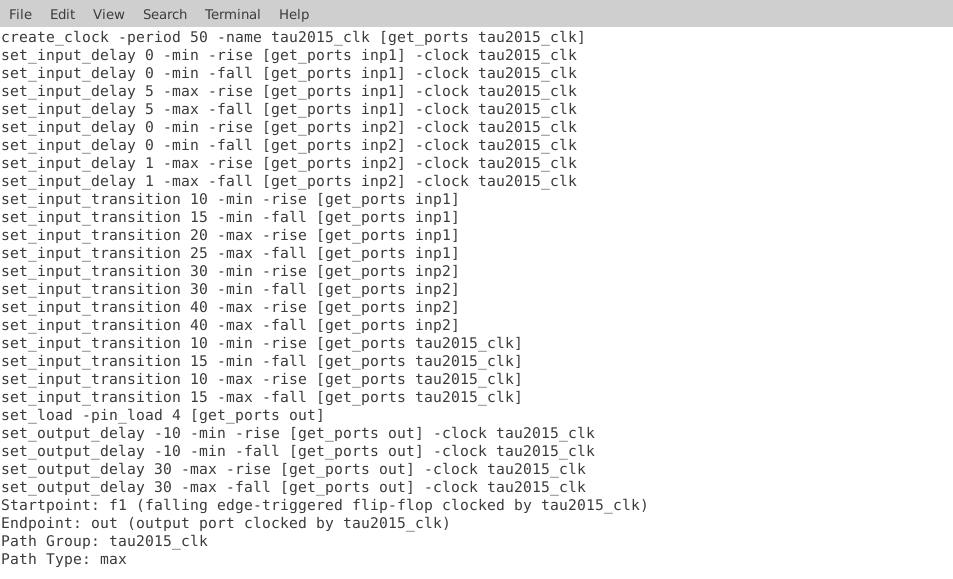 File Edit View Search Terminal Help
create_clock -period 50 -name tau2015_clk [get_ports tau2015_clk]
set_input_delay 0 -min -rise [get_ports inp1] -clock tau2015_clk
set_input_delay 0 -min -fall [get_ports inp1] -clock tau2015_clk
set_input_delay 5 -max -rise [get_ports inp1] -clock tau2015_clk
set_input_delay 5 -max -fall [get_ports inp1] -clock tau2015_clk
set_input_delay 0 -min -rise [get_ports inp2] -clock tau2015_clk
set_input_delay 0 -min -fall [get_ports inp2] -clock tau2015_clk
set_input_delay 1 -max -rise [get_ports inp2] -clock tau2015_clk
set_input_delay 1 -max -fall [get_ports inp2] -clock tau2015_clk
set_input_transition 10 -min -rise [get_ports inp1]
set_input_transition 15 -min -fall [get_ports inp1]
set_input_transition 20 -max -rise [get_ports inp1]
set_input_transition 25 -max -fall [get_ports inp1]
set_input_transition 30 -min -rise [get_ports inp2]
set_input_transition 30 -min -fall [get_ports inp2]
set_input_transition 40 -max -rise [get_ports inp2]
set_input_transition 40 -max -fall [get_ports inp2]
set_input_transition 10 -min -rise [get_ports tau2015_clk]
set_input_transition 15 -min -fall [get_ports tau2015_clk]
set_input_transition 10 -max -rise [get_ports tau2015_clk]
set_input_transition 15 -max -fall [get_ports tau2015_clk]
set_load -pin_load 4 [get_ports out]
set_output_delay -10 -min -rise [get_ports out] -clock tau2015_clk
set_output_delay -10 -min -fall [get_ports out] -clock tau2015_clk
set_output_delay 30 -max -rise [get_ports out] -clock tau2015_clk
set_output_delay 30 -max -fall [get_ports out] -clock tau2015_clk
Startpoint: f1 (falling edge-triggered flip-flop clocked by tau2015_clk)
Endpoint: out (output port clocked by tau2015_clk)
Path Group: tau2015_clk
Path Type: max